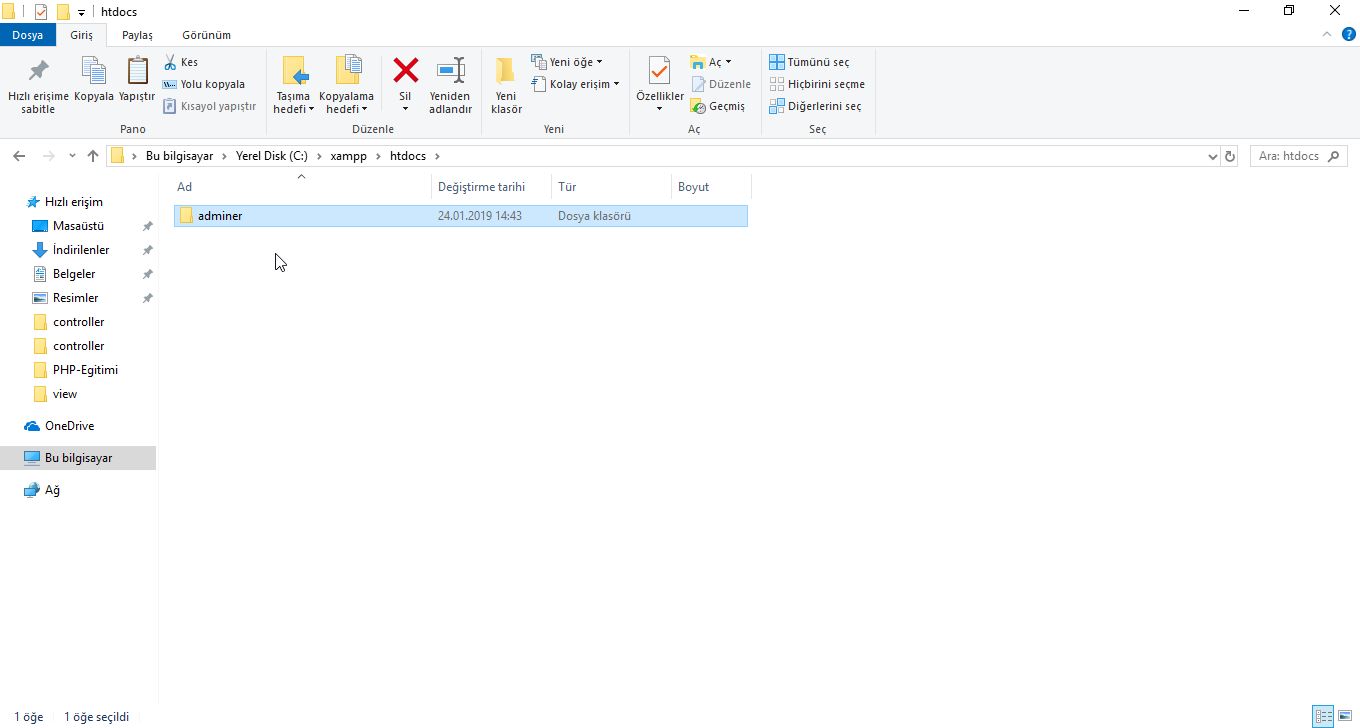 htdocs
Dosya Giriş Paylaş Görünüm
Hızlı erişime sabitle
Kopyala
Yapıştır
Kes
Yolu kopyala
Kısayol yapıştır
Pano
Taşıma hedefi
Kopyalama hedefi
Sil
Yeniden adlandır
Düzenle
Yeni klasör
Yeni öğe
Kolay erişim
Yeni
Özellikler
Aç
Düzenle
Geçmiş
Aç
Tümünü seç
Hiçbirini seçme
Diğerlerini seç
Seç
Bu bilgisayar > Yerel Disk (C:) > xampp > htdocs >
Ara: htdocs
Hızlı erişim
Masaüstü
İndirilenler
Belgeler
Resimler
controller
controller
PHP-Egitimi
view
OneDrive
Bu bilgisayar
Ağ
Ad Değiştirme tarihi Tür Boyut
adminer 24.01.2019 14:43 Dosya klasörü
1 öğe 1 öğe seçildi